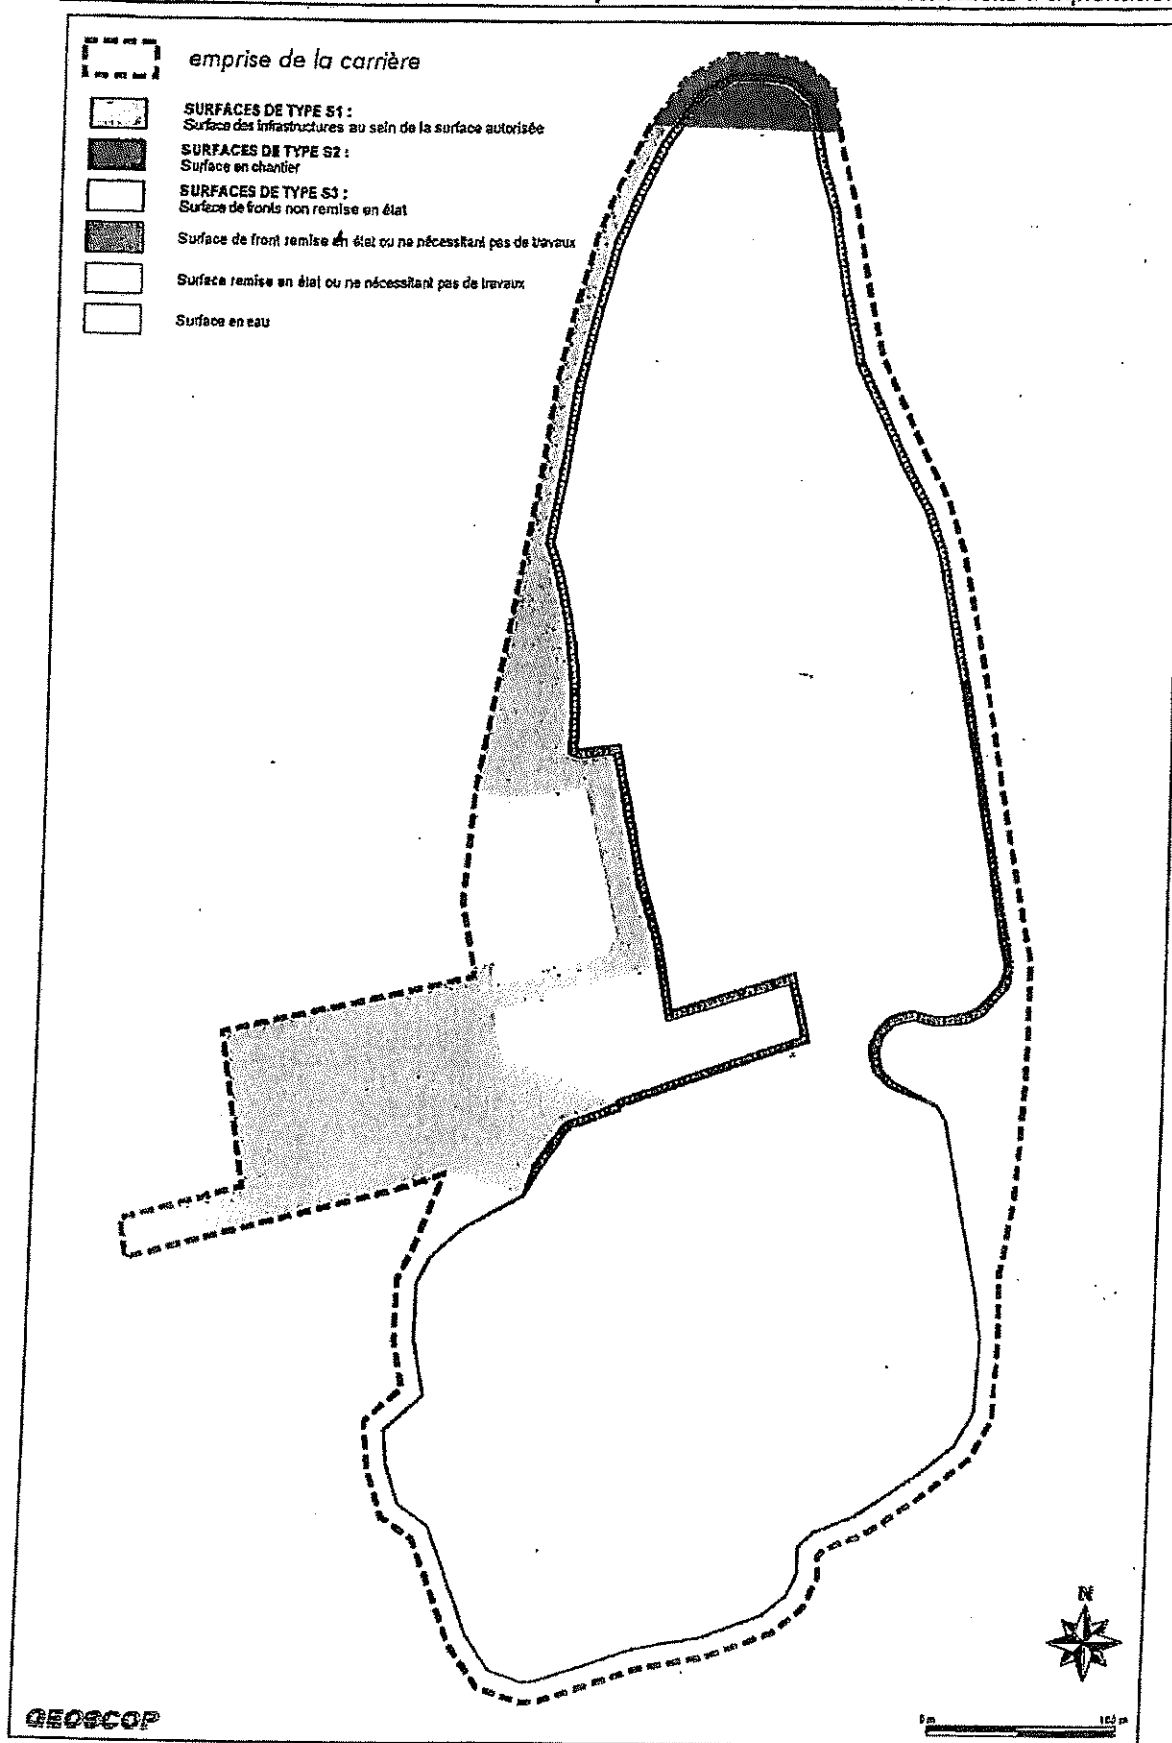 emprise de la carrière
SURFACES DE TYPE S1 :
Surface des infrastructures au sein de la surface autorisée
SURFACES DE TYPE S2 :
Surface en chantier
SURFACES DE TYPE S3 :
Surface de fronts non remise en état
Surface de front remise en état ou ne nécessitant pas de travaux
Surface remise en état ou ne nécessitant pas de travaux
Surface en eau
N
GEOSCOP
0 m